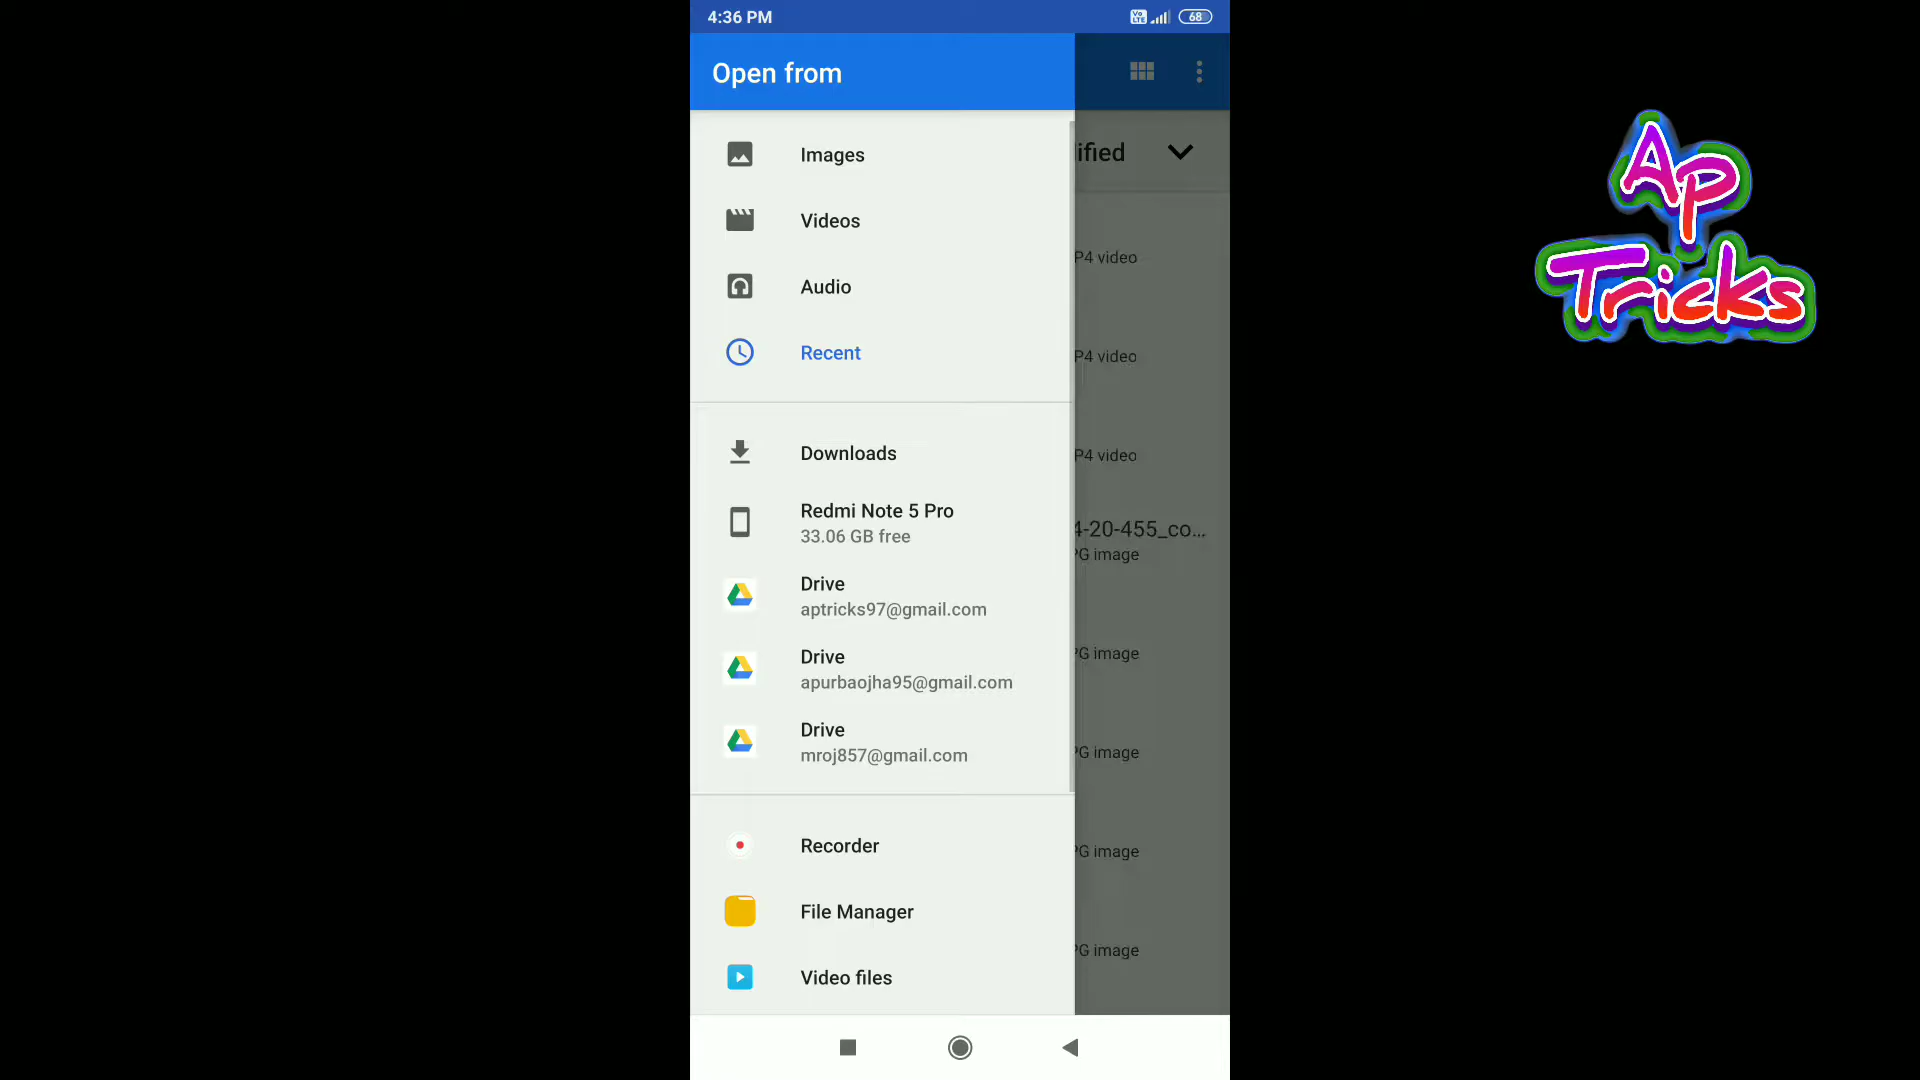 4:36 PM
Vo LTE
68
Open from
Images
Videos
Audio
Recent
Downloads
Redmi Note 5 Pro
33.06 GB free
Drive
aptricks97@gmail.com
Drive
apurbaojha95@gmail.com
Drive
mroj857@gmail.com
Recorder
File Manager
Video files
ified
P4 video
P4 video
P4 video
4-20-455_co...
PG image
PG image
PG image
PG image
PG image
Ap
Tricks